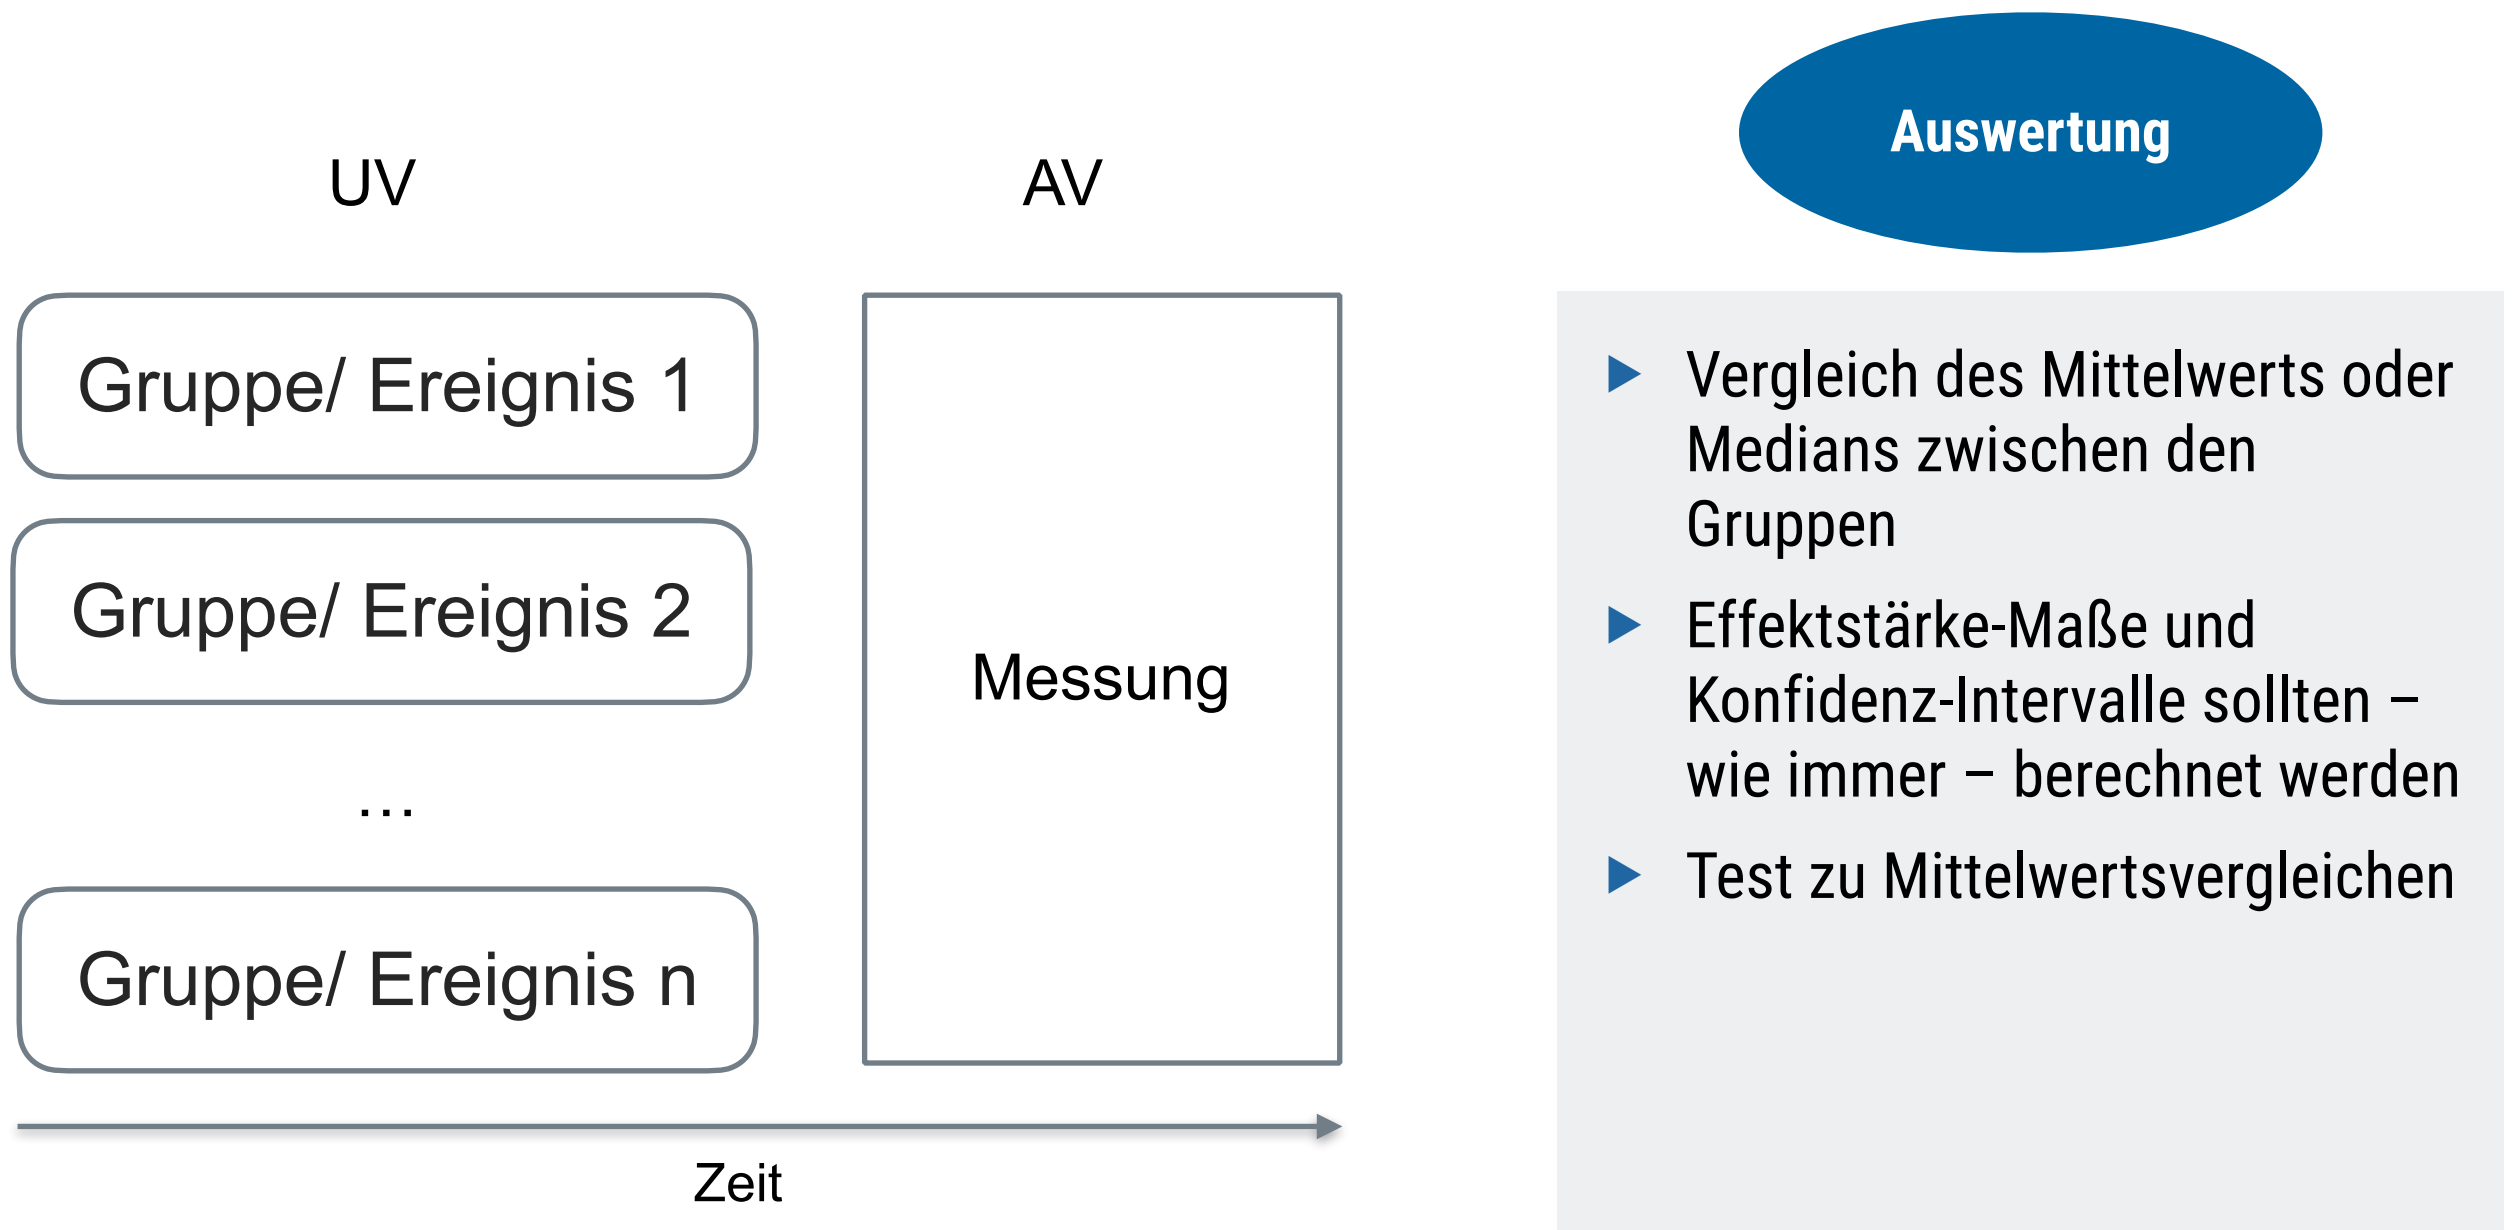 UV
AV
Gruppe/ Ereignis 1
Gruppe/ Ereignis 2
...
Gruppe/ Ereignis n
Messung
Zeit
Auswertung
Vergleich des Mittelwerts oder
Medians zwischen den
Gruppen
Effektstärke-Maße und
Konfidenz-Intervalle sollten –
wie immer – berechnet werden
Test zu Mittelwertsvergleichen